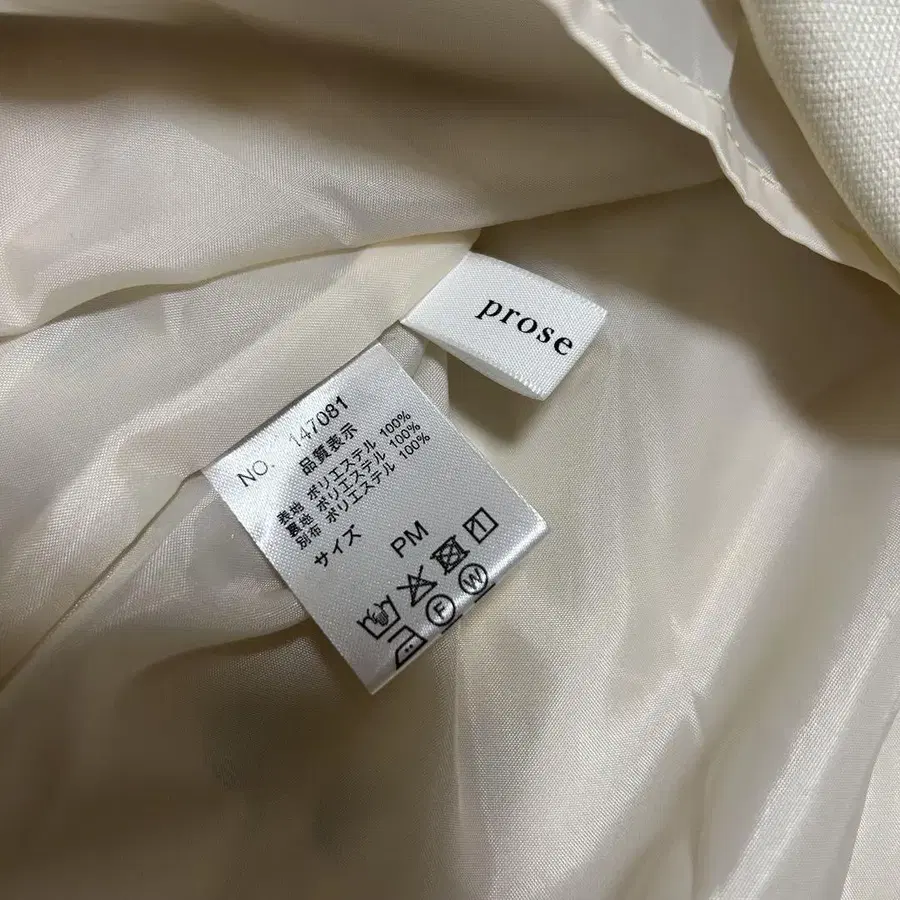 prose
NO. 147081
品質表示
表地 ポリエステル 100%
裏地 ポリエステル 100%
別布 ポリエステル 100%
サイズ PM
F W